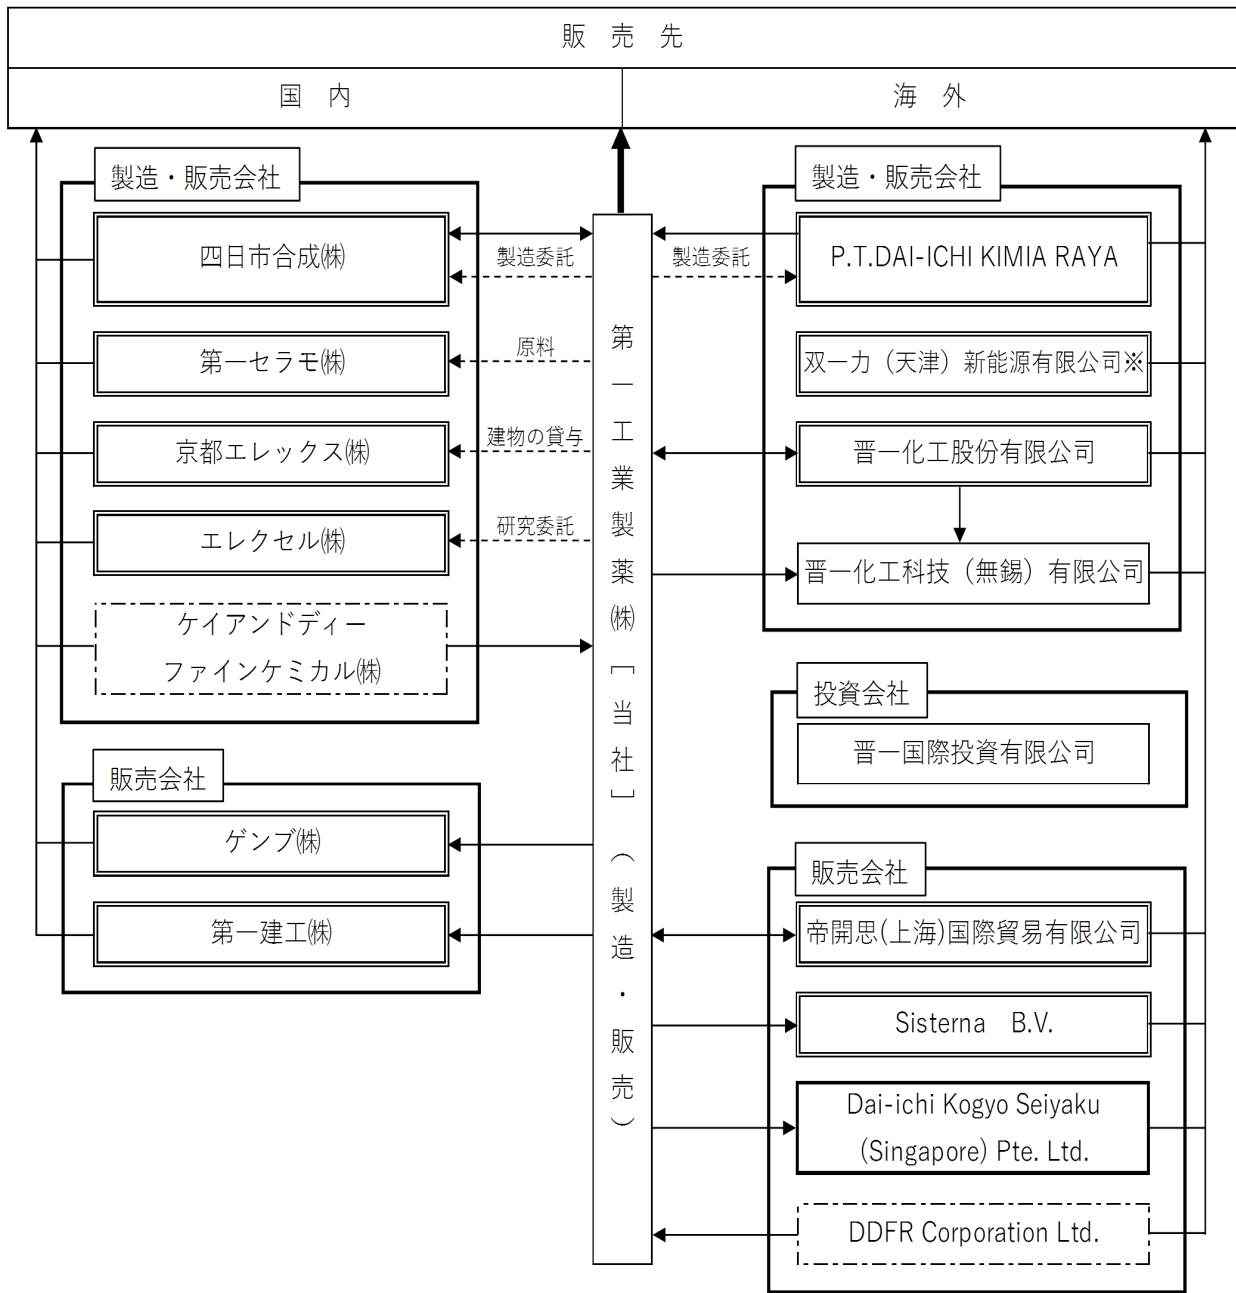 販 売 先
国 内
海 外
製造・販売会社
四日市合成㈱
製造委託
第一セラモ㈱
原料
京都エレックス㈱
建物の貸与
エレクセル㈱
研究委託
ケイアンドディー
ファインケミカル㈱
販売会社
ゲンブ㈱
第一建工㈱
第一工業製薬㈱［当社］（製造・販売）
製造・販売会社
製造委託
P.T.DAI-ICHI KIMIA RAYA
双一力（天津）新能源有限公司※
晋一化工股份有限公司
晋一化工科技（無錫）有限公司
投資会社
晋一国際投資有限公司
販売会社
帝開思(上海)国際貿易有限公司
Sisterna　B.V.
Dai-ichi Kogyo Seiyaku
(Singapore) Pte. Ltd.
DDFR Corporation Ltd.